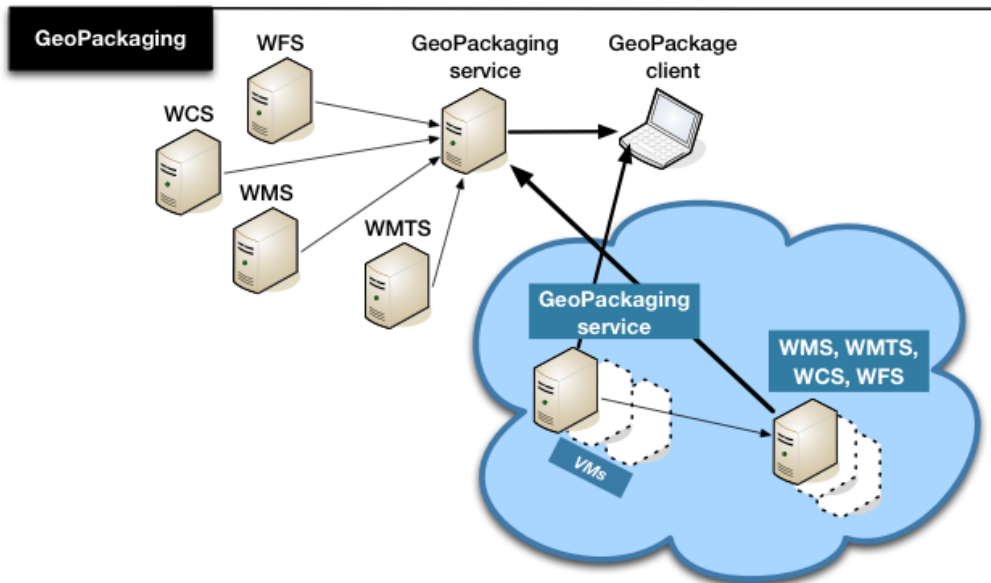 GeoPackaging
WFS
GeoPackaging
service
GeoPackage
client
WCS
WMS
WMTS
GeoPackaging
service
WMS, WMTS,
WCS, WFS
VMs